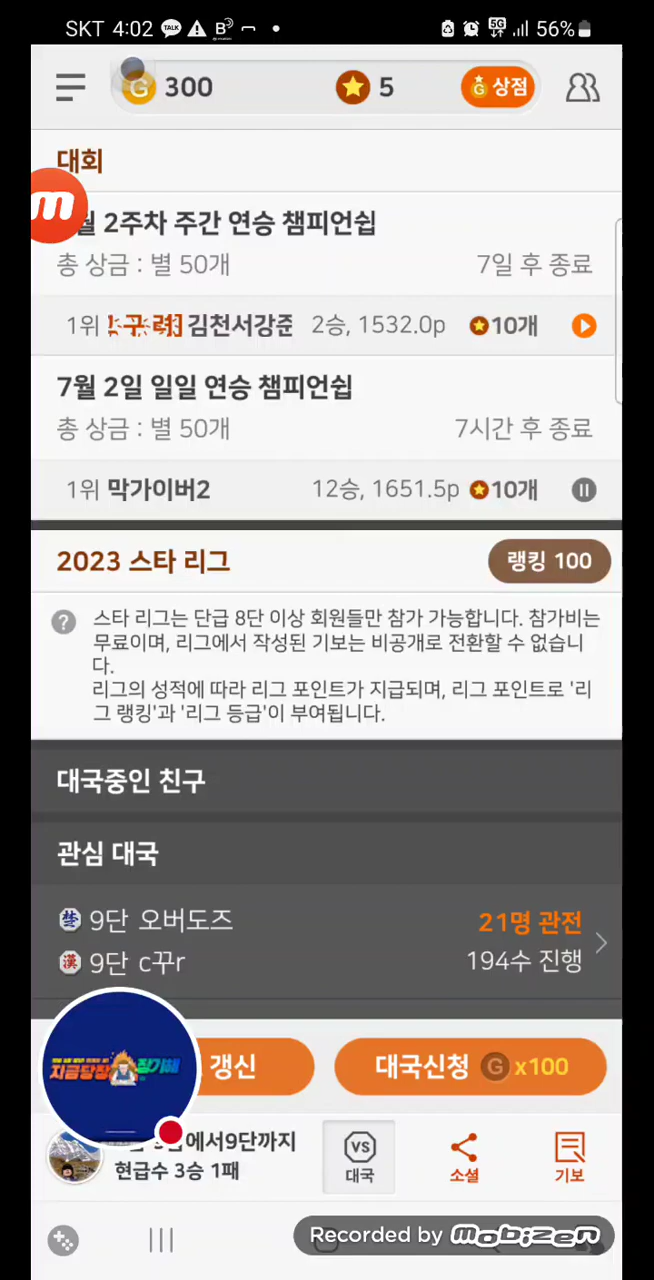 SKT 4:02
56%
G 300
5
G 상점
대회
월 2주차 주간 연승 챔피언쉽
총 상금 : 별 50개
7일 후 종료
1위
김천서강준
2승, 1532.0p
10개
7월 2일 일일 연승 챔피언쉽
총 상금 : 별 50개
7시간 후 종료
1위 막가이버2
12승, 1651.5p
10개
2023 스타 리그
랭킹 100
? 스타 리그는 단급 8단 이상 회원들만 참가 가능합니다. 참가비는
무료이며, 리그에서 작성된 기보는 비공개로 전환할 수 없습니
다.
리그의 성적에 따라 리그 포인트가 지급되며, 리그 포인트로 '리
그 랭킹'과 '리그 등급'이 부여됩니다.
대국중인 친구
관심 대국
楚 9단 오버도즈
21명 관전
漢 9단 c꾸r
194수 진행
지금당장 장기해
갱신
대국신청 G x100
에서9단까지
현급수 3승 1패
VS
대국
소셜
기보
Recorded by mobizen